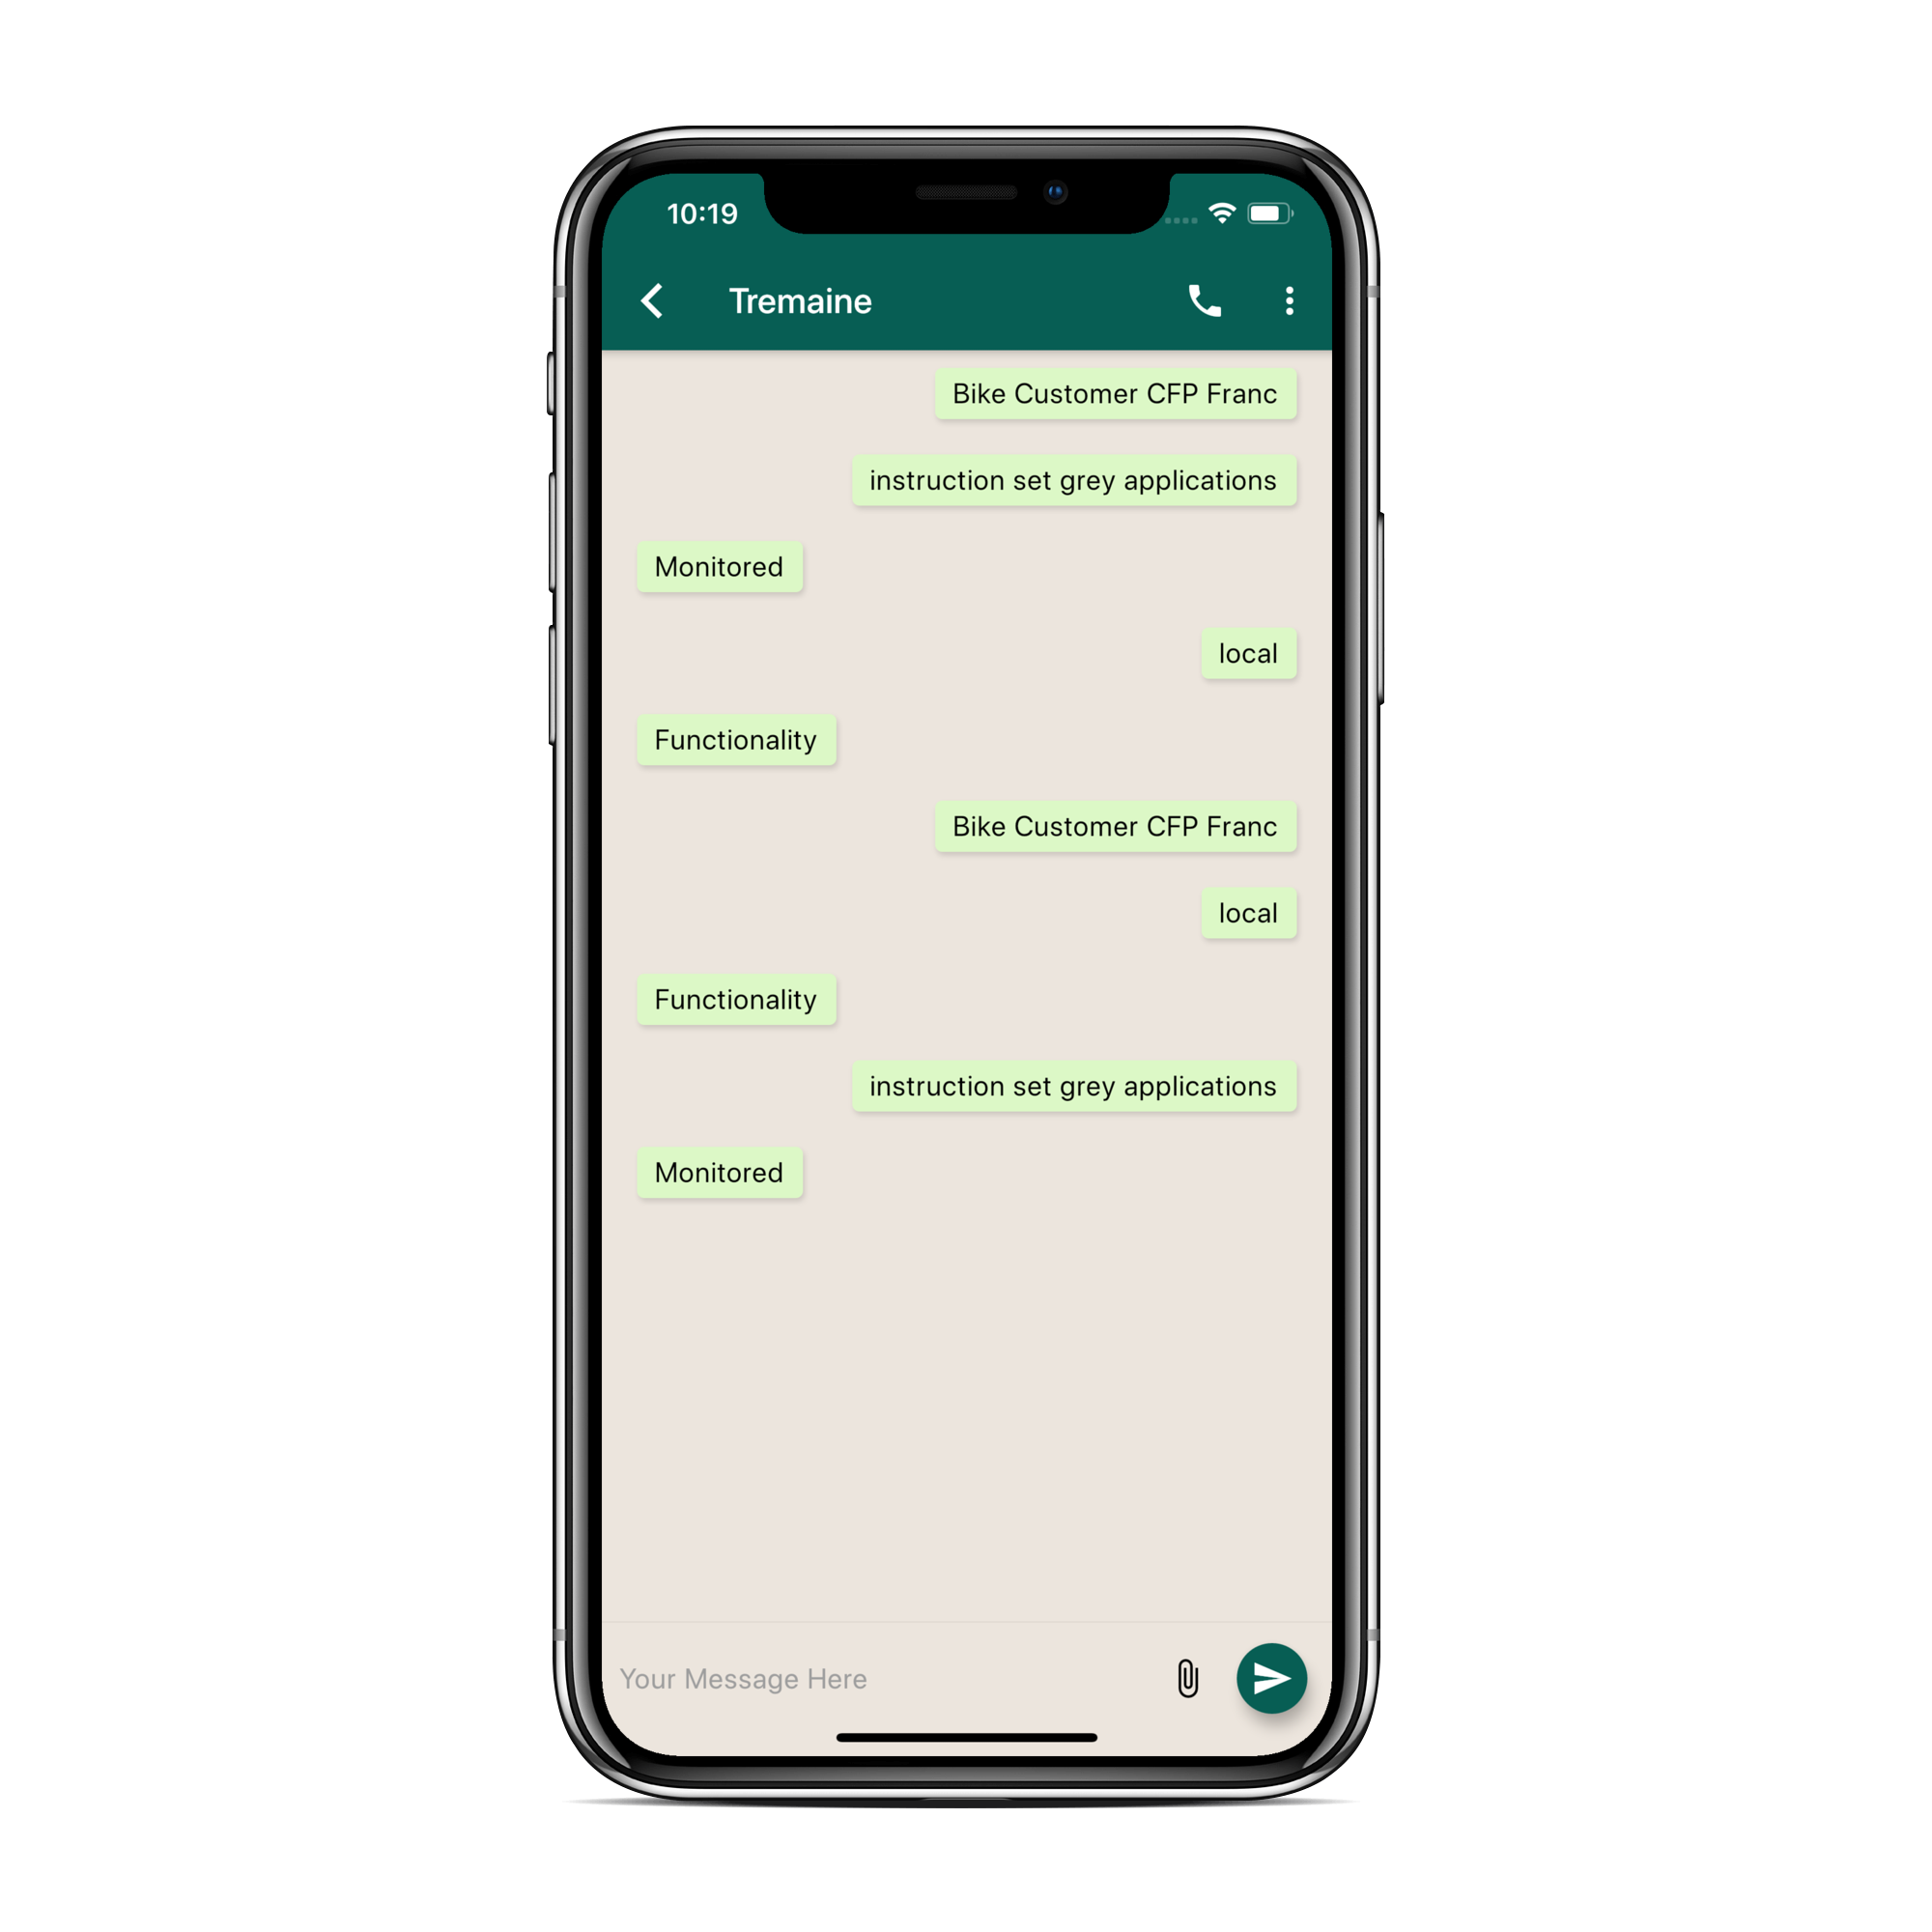 10:19
Tremaine
Bike Customer CFP Franc
instruction set grey applications
Monitored
local
Functionality
Bike Customer CFP Franc
local
Functionality
instruction set grey applications
Monitored
Your Message Here